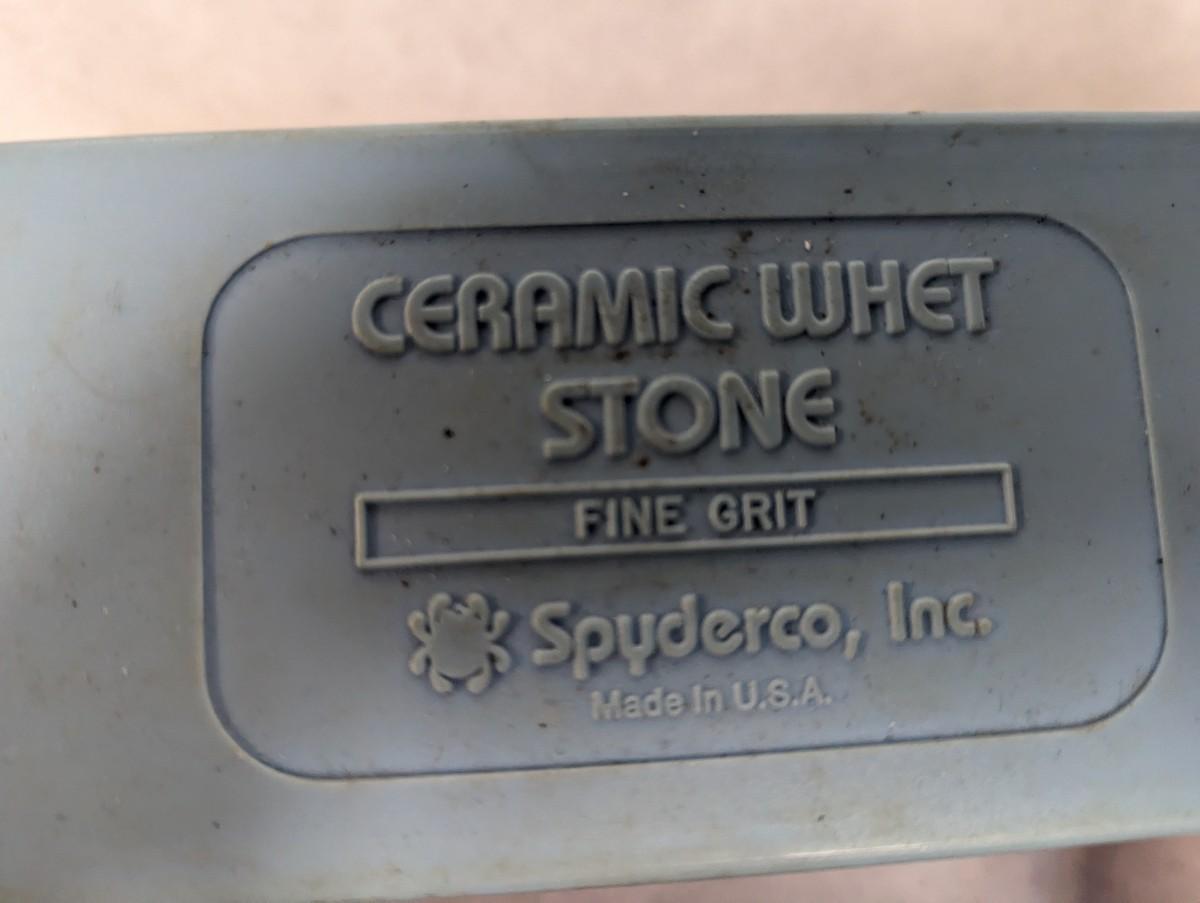 CERAMIC WHET
STONE
FINE GRIT
Spyderco, Inc.
Made In U.S.A.